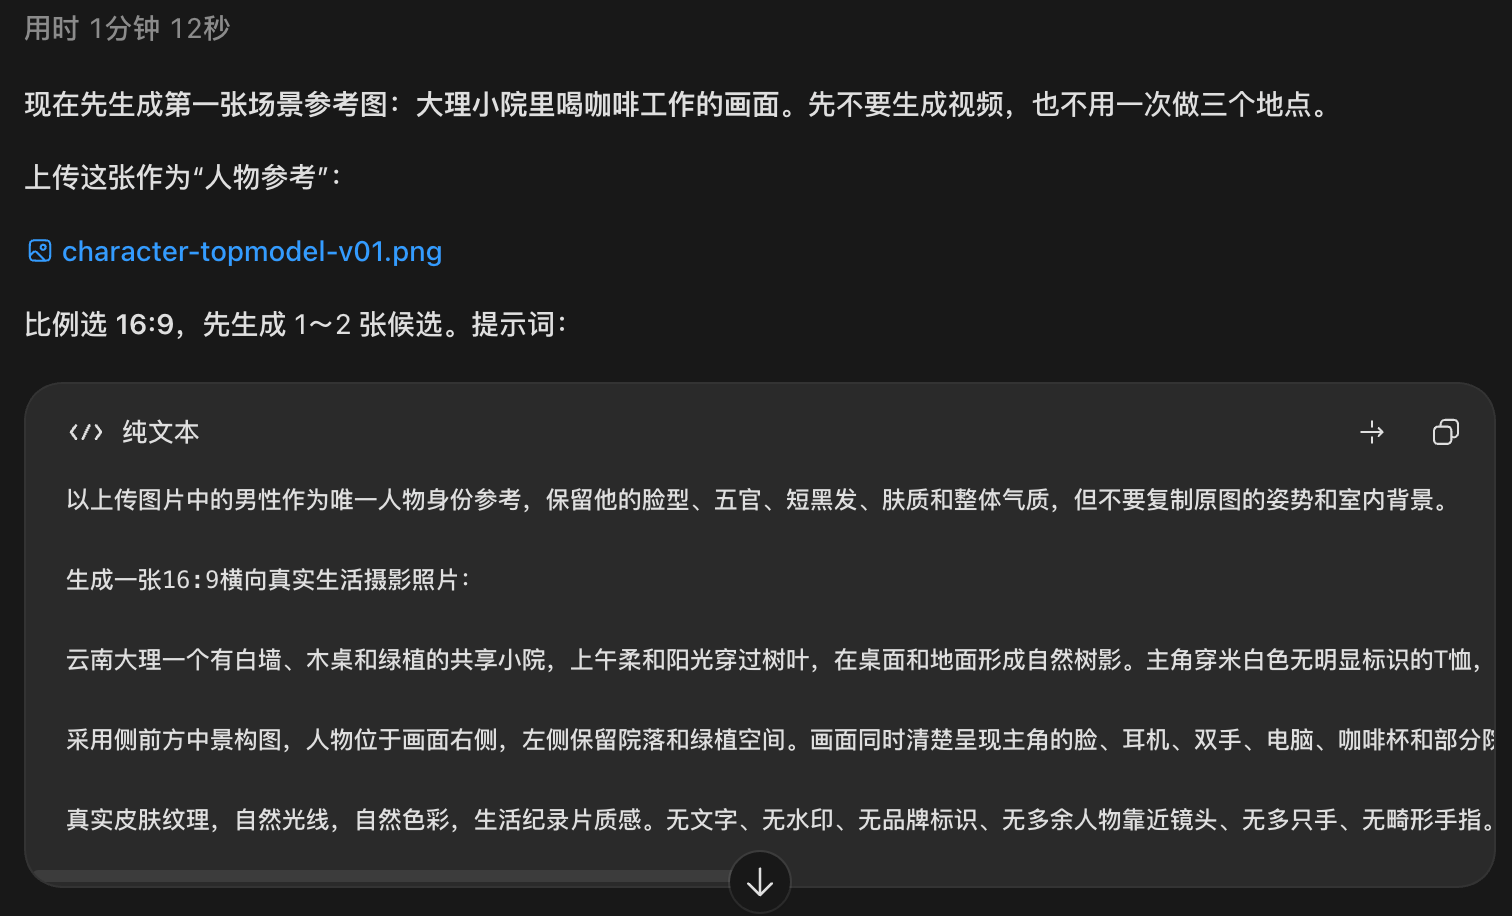 用时 1分钟 12秒
现在先生成第一张场景参考图：大理小院里喝咖啡工作的画面。先不要生成视频，也不用一次做三个地点。
上传这张作为“人物参考”：
character-topmodel-v01.png
比例选 16:9，先生成 1～2 张候选。提示词：
</> 纯文本
以上传图片中的男性作为唯一人物身份参考，保留他的脸型、五官、短黑发、肤质和整体气质，但不要复制原图的姿势和室内背景。
生成一张16:9横向真实生活摄影照片：
云南大理一个有白墙、木桌和绿植的共享小院，上午柔和阳光穿过树叶，在桌面和地面形成自然树影。主角穿米白色无明显标识的T恤，
采用侧前方中景构图，人物位于画面右侧，左侧保留院落和绿植空间。画面同时清楚呈现主角的脸、耳机、双手、电脑、咖啡杯和部分
真实皮肤纹理，自然光线，自然色彩，生活纪录片质感。无文字、无水印、无品牌标识、无多余人物靠近镜头、无多只手、无畸形手指。